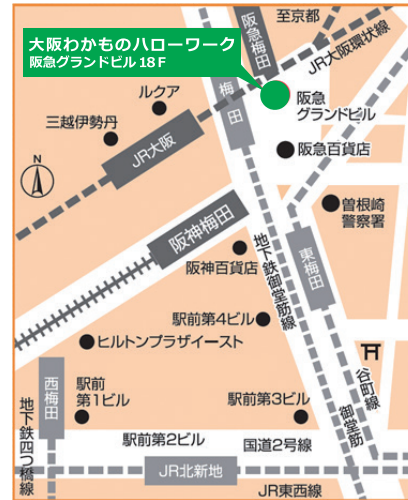 至京都
阪急梅田
JR大阪環状線
大阪わかものハローワーク
阪急グランドビル 18F
梅田
阪急
グランドビル
ルクア
三越伊勢丹
JR大阪
阪急百貨店
N
曽根崎
警察署
阪神梅田
阪神百貨店
地下鉄御堂筋線
東梅田
駅前第4ビル
ヒルトンプラザイースト
西梅田
駅前
第1ビル
駅前第3ビル
御堂筋
谷町線
地下鉄四つ橋線
駅前第2ビル
国道2号線
JR北新地
JR東西線